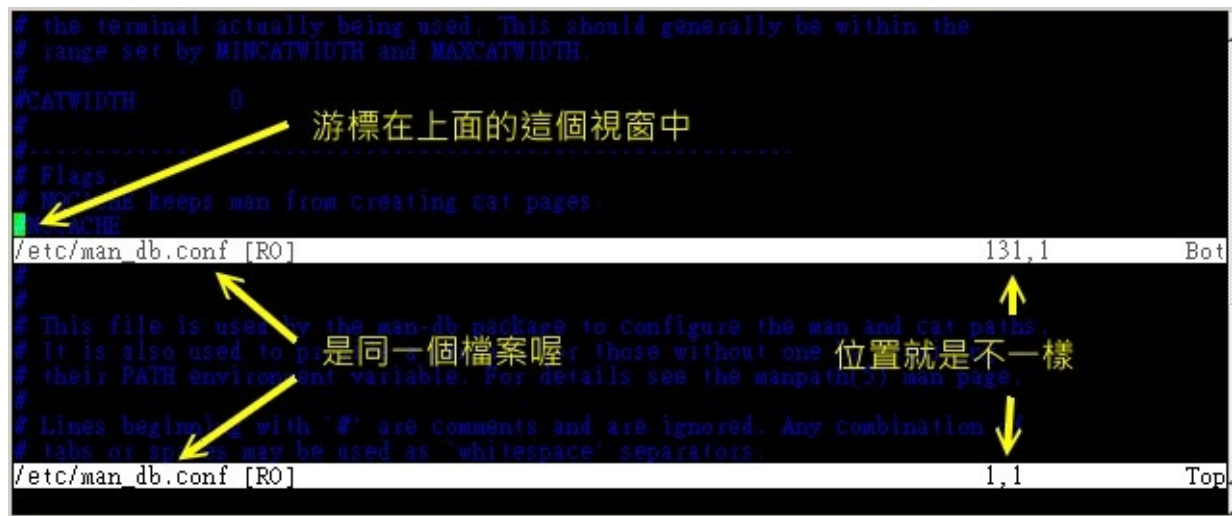 # the terminal actually being used. This should generally be within the
# range set by MINCATWIDTH and MAXCATWIDTH.
#
#CATWIDTH 0
#
游標在上面的這個視窗中
#---------------------------------------------------------
# Flags.
# NOCACHE keeps man from creating cat pages.
#NOCACHE
/etc/man_db.conf [RO] 131,1 Bot
#
#
# This file is used by the man-db package to configure the man and cat paths.
# It is also used to for those without one
是同一個檔案喔
位置就是不一樣
# their PATH environment variable. For details see the manpath(5) man page.
#
# Lines beginning with `#' are comments and are ignored. Any combination
# tabs or spaces may be used as `whitespace' separators.
/etc/man_db.conf [RO] 1,1 Top